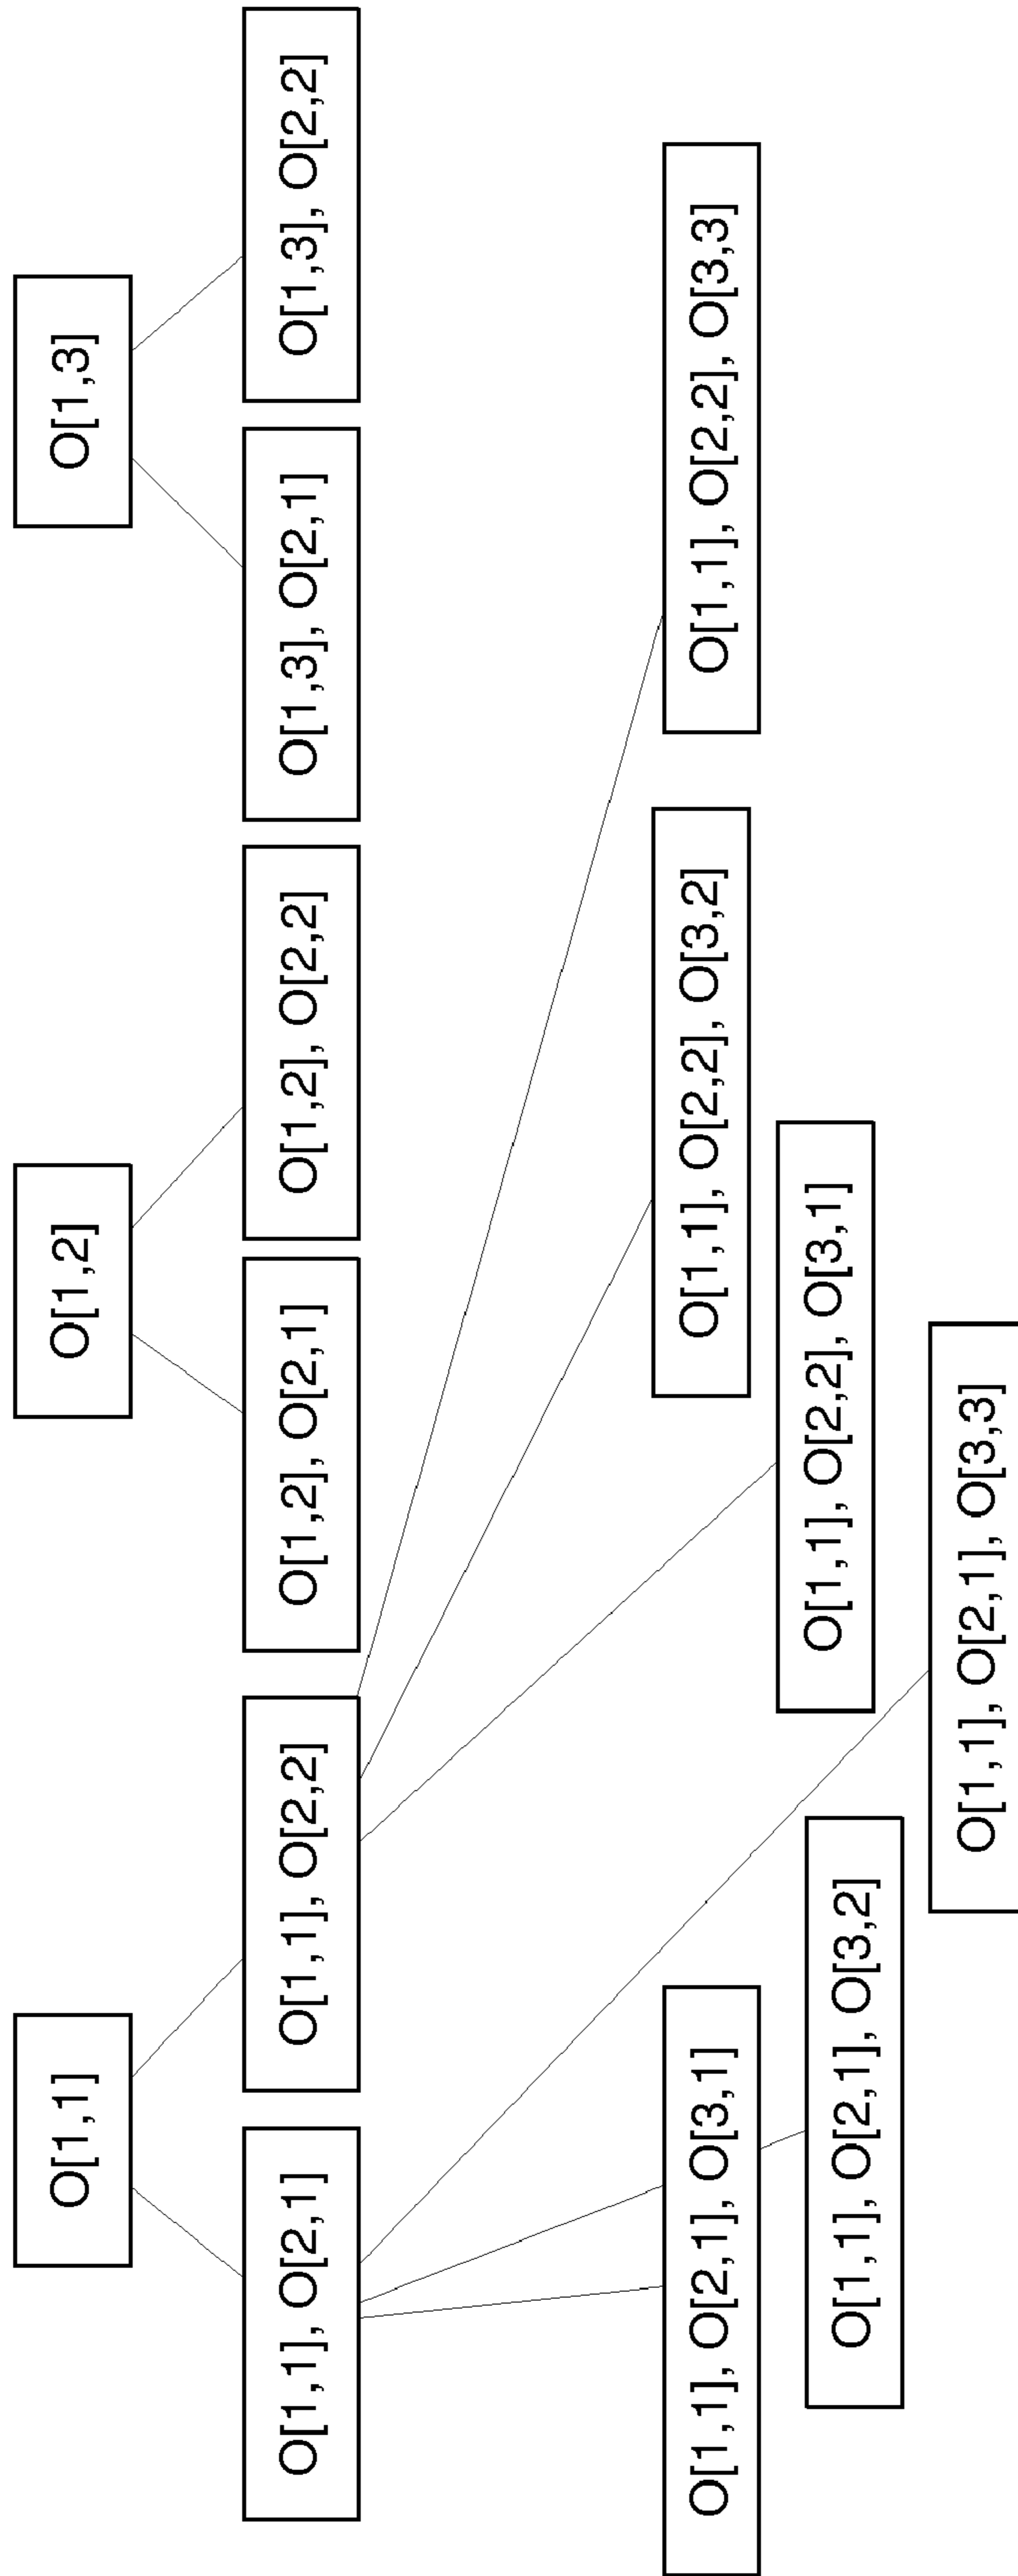 O[1,1]
O[1,2]
O[1,3]
O[1,1], O[2,1]
O[1,1], O[2,2]
O[1,2], O[2,1]
O[1,2], O[2,2]
O[1,3], O[2,1]
O[1,3], O[2,2]
O[1,1], O[2,1], O[3,1]
O[1,1], O[2,2], O[3,2]
O[1,1], O[2,2], O[3,3]
O[1,1], O[2,1], O[3,2]
O[1,1], O[2,2], O[3,1]
O[1,1], O[2,1], O[3,3]